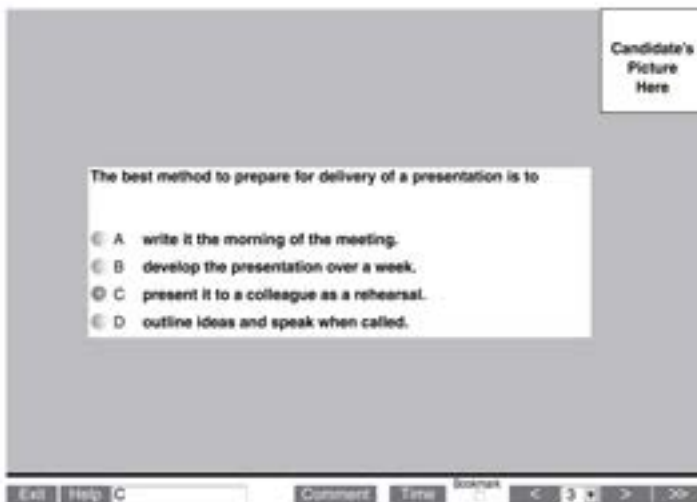 Candidate's
Picture
Here
The best method to prepare for delivery of a presentation is to
A write it the morning of the meeting.
B develop the presentation over a week.
C present it to a colleague as a rehearsal.
D outline ideas and speak when called.
Bookmark
Exit Help C Comment Time < 3 > >>